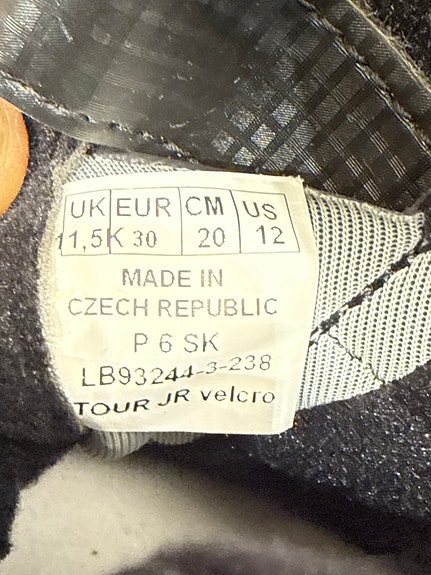 UK EUR CM US
11,5K 30 20 12
MADE IN
CZECH REPUBLIC
P 6 SK
LB93244-3-238
TOUR JR velcro